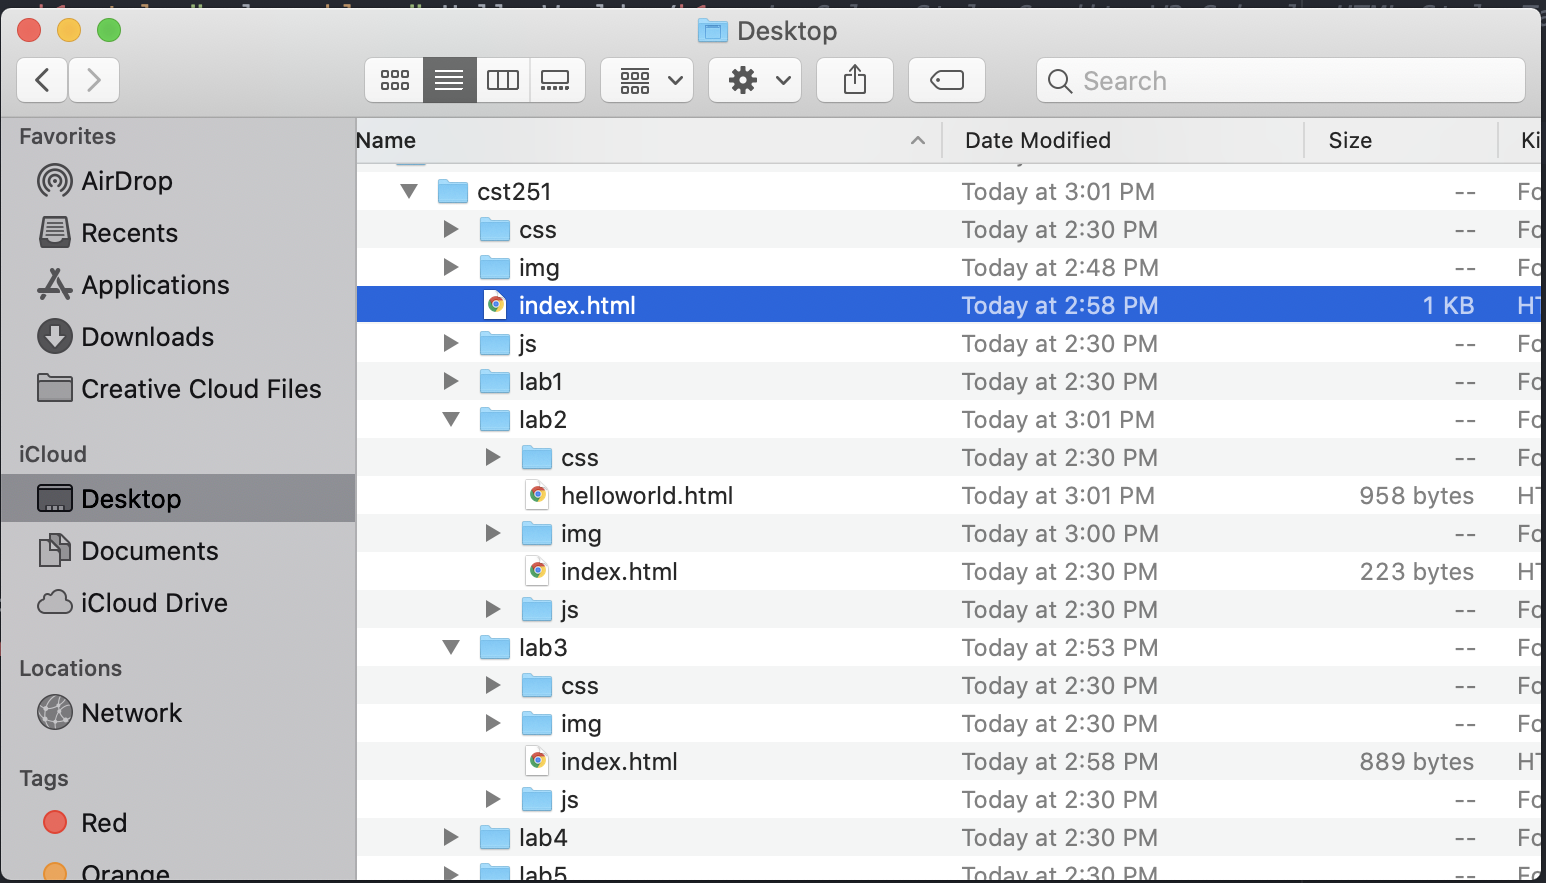 Desktop
Search
Favorites
AirDrop
Recents
Applications
Downloads
Creative Cloud Files
iCloud
Desktop
Documents
iCloud Drive
Locations
Network
Tags
Red
Orange
Name Date Modified Size Ki
cst251 Today at 3:01 PM -- Fo
css Today at 2:30 PM -- Fo
img Today at 2:48 PM -- Fo
index.html Today at 2:58 PM 1 KB HT
js Today at 2:30 PM -- Fo
lab1 Today at 2:30 PM -- Fo
lab2 Today at 3:01 PM -- Fo
css Today at 2:30 PM -- Fo
helloworld.html Today at 3:01 PM 958 bytes HT
img Today at 3:00 PM -- Fo
index.html Today at 2:30 PM 223 bytes HT
js Today at 2:30 PM -- Fo
lab3 Today at 2:53 PM -- Fo
css Today at 2:30 PM -- Fo
img Today at 2:30 PM -- Fo
index.html Today at 2:58 PM 889 bytes HT
js Today at 2:30 PM -- Fo
lab4 Today at 2:30 PM -- Fo
lab5 Today at 2:30 PM -- Fo